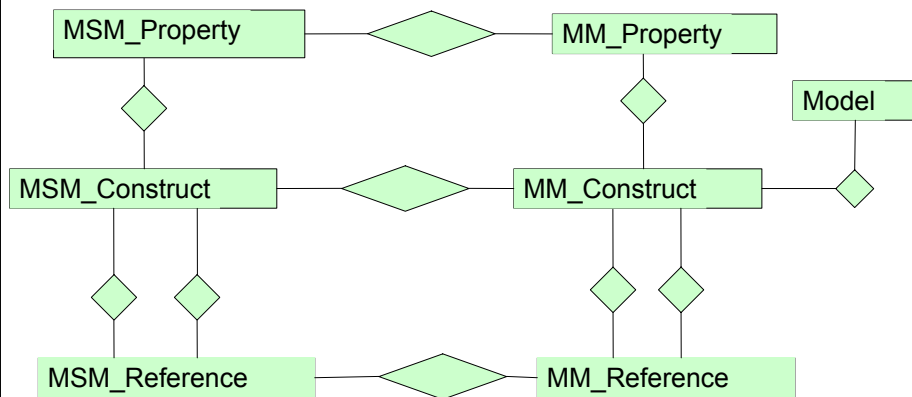 MSM_Property
MM_Property
Model
MSM_Construct
MM_Construct
MSM_Reference
MM_Reference